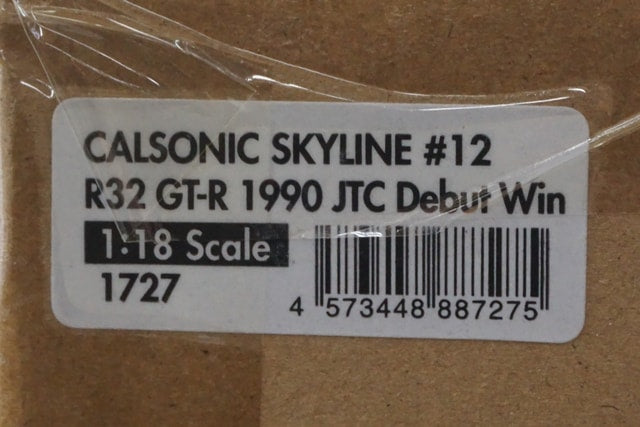 CALSONIC SKYLINE #12
R32 GT-R 1990 JTC Debut Win
1:18 Scale
1727
4 573448 887275